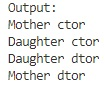 Output:
Mother ctor
Daughter ctor
Daughter dtor
Mother dtor